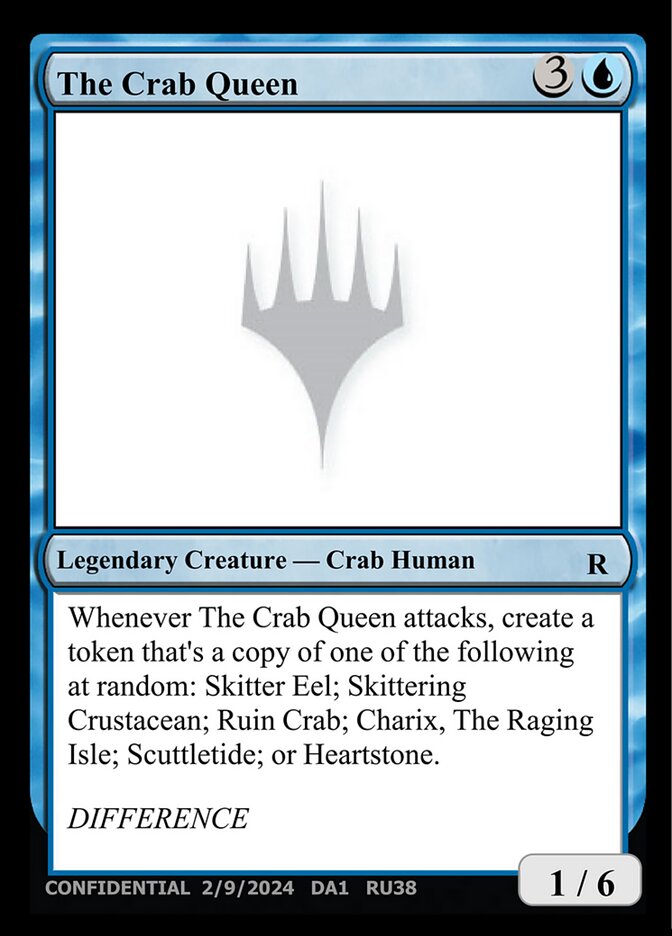 The Crab Queen 3
Legendary Creature — Crab Human R
Whenever The Crab Queen attacks, create a
token that's a copy of one of the following
at random: Skitter Eel; Skittering
Crustacean; Ruin Crab; Charix, The Raging
Isle; Scuttletide; or Heartstone.
DIFFERENCE
CONFIDENTIAL 2/9/2024 DA1 RU38
1 / 6